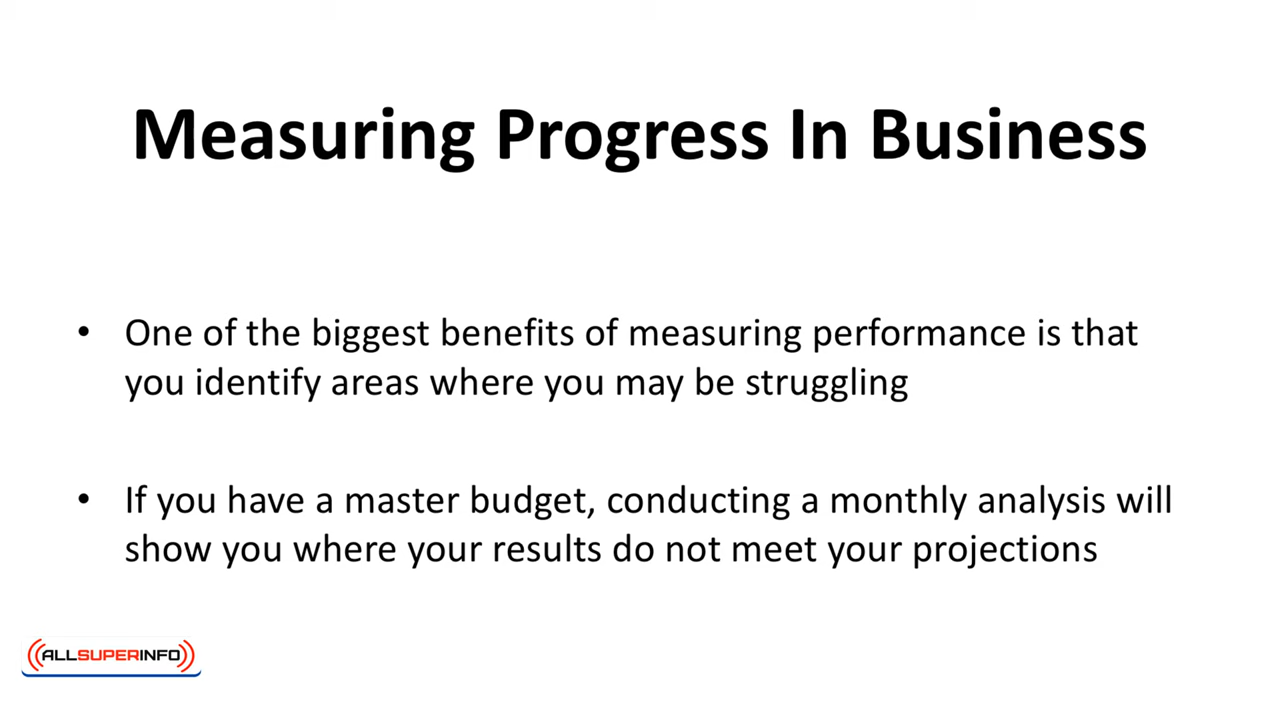 Measuring Progress In Business
• One of the biggest benefits of measuring performance is that
you identify areas where you may be struggling
• If you have a master budget, conducting a monthly analysis will
show you where your results do not meet your projections
((ALLSUPERINFO))